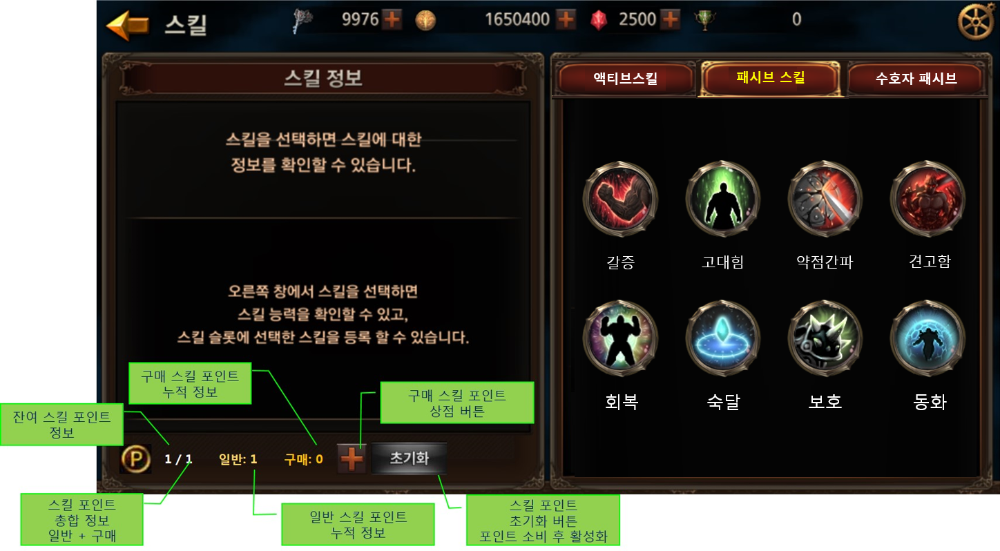 스킬
9976
1650400
2500
0
스킬 정보
스킬을 선택하면 스킬에 대한
정보를 확인할 수 있습니다.
오른쪽 창에서 스킬을 선택하면
스킬 능력을 확인할 수 있고,
스킬 슬롯에 선택한 스킬을 등록 할 수 있습니다.
구매 스킬 포인트
누적 정보
구매 스킬 포인트
상점 버튼
잔여 스킬 포인트
정보
P
1 / 1
일반: 1
구매: 0
초기화
스킬 포인트
총합 정보
일반 + 구매
일반 스킬 포인트
누적 정보
스킬 포인트
초기화 버튼
포인트 소비 후 활성화
액티브스킬
패시브 스킬
수호자 패시브
갈증
고대힘
약점간파
견고함
회복
숙달
보호
동화